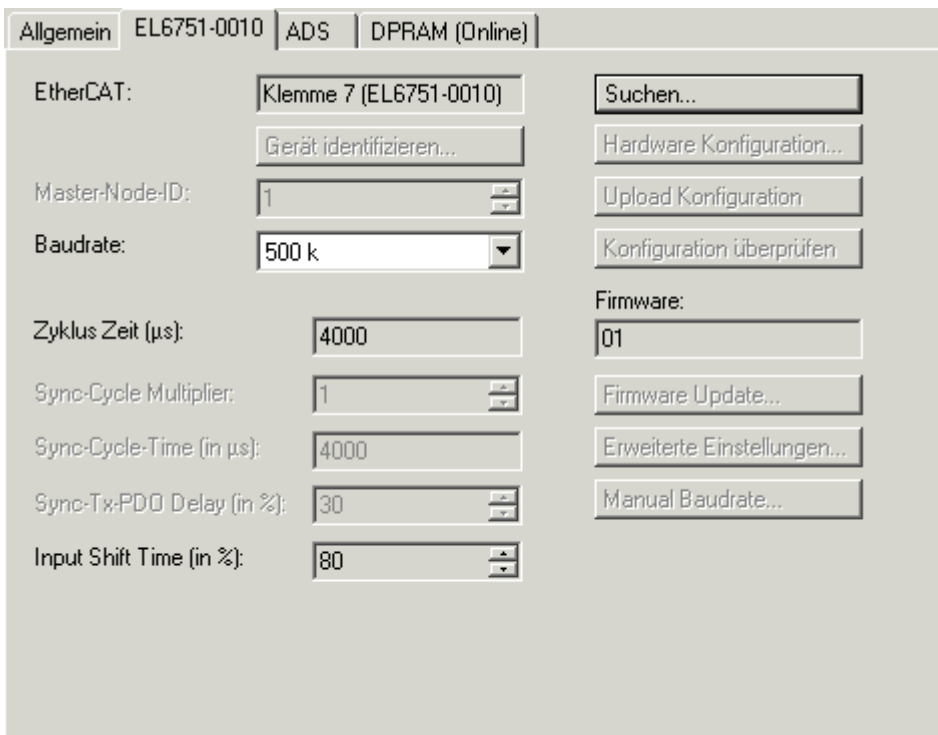 Allgemein EL6751-0010 ADS DPRAM (Online)
EtherCAT: Klemme 7 (EL6751-0010) Suchen...
Gerät identifizieren... Hardware Konfiguration...
Master-Node-ID: 1 Upload Konfiguration
Baudrate: 500 k Konfiguration überprüfen
Firmware:
Zyklus Zeit (µs): 4000 01
Sync-Cycle Multiplier: 1 Firmware Update...
Sync-Cycle-Time (in µs): 4000 Erweiterte Einstellungen...
Sync-Tx-PDO Delay (in %): 30 Manual Baudrate...
Input Shift Time (in %): 80